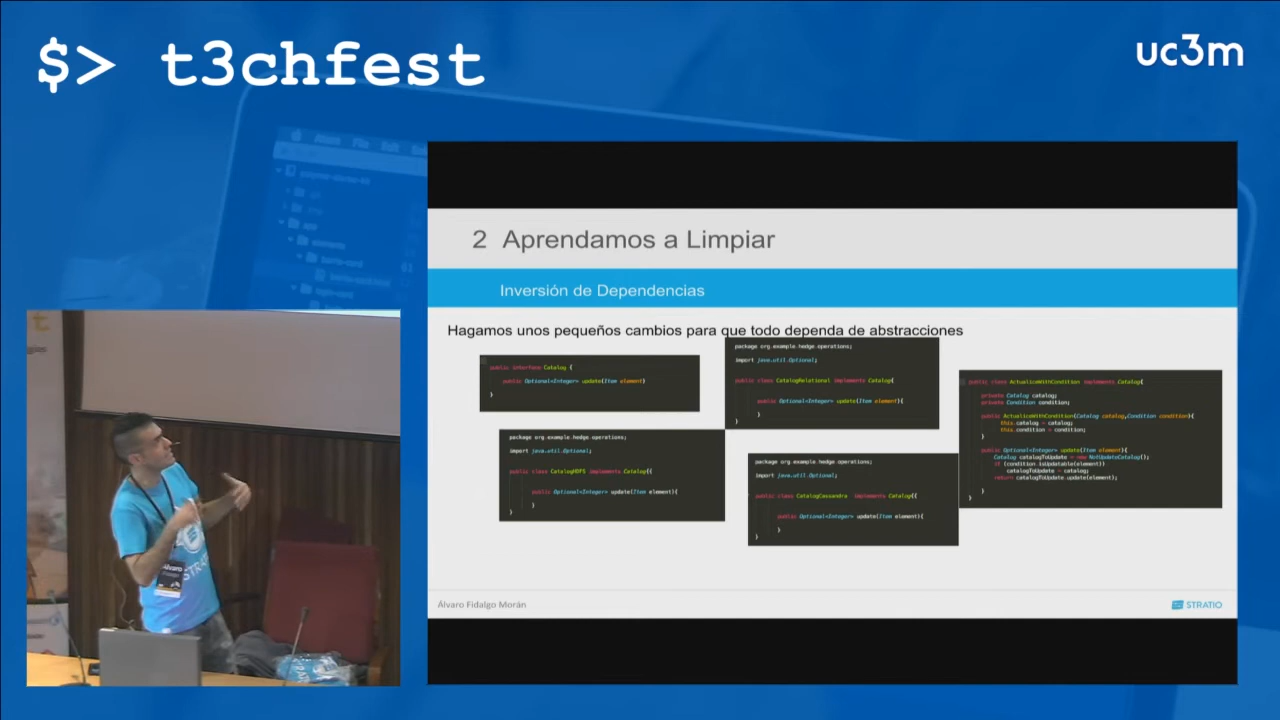 $> t3chfest
uc3m
2 Aprendamos a Limpiar
Inversión de Dependencias
Hagamos unos pequeños cambios para que todo dependa de abstracciones
public interface Catalog {
public Optional<Integer> update(Item element)
}
package org.example.hedge.operations;
import java.util.Optional;
public class CatalogRelational implements Catalog{
public Optional<Integer> update(Item element){
}
}
package org.example.hedge.operations;
import java.util.Optional;
public class CatalogHDFS implements Catalog{{
public Optional<Integer> update(Item element){
}
}
package org.example.hedge.operations;
import java.util.Optional;
public class CatalogCassandra implements Catalog{{
public Optional<Integer> update(Item element){
}
}
public class ActualiceWithCondition implements Catalog{
private Catalog catalog;
private Condition condition;
public ActualiceWithCondition(Catalog catalog,Condition condition){
this.catalog = catalog;
this.condition = condition;
}
public Optional<Integer> update(Item element){
Catalog catalogToUpdate = new NotUpdateCatalog();
if (condition.isUpdatable(element))
catalogToUpdate = catalog;
return catalogToUpdate.update(element);
}
}
Álvaro Fidalgo Morán
STRATIO
Álvaro